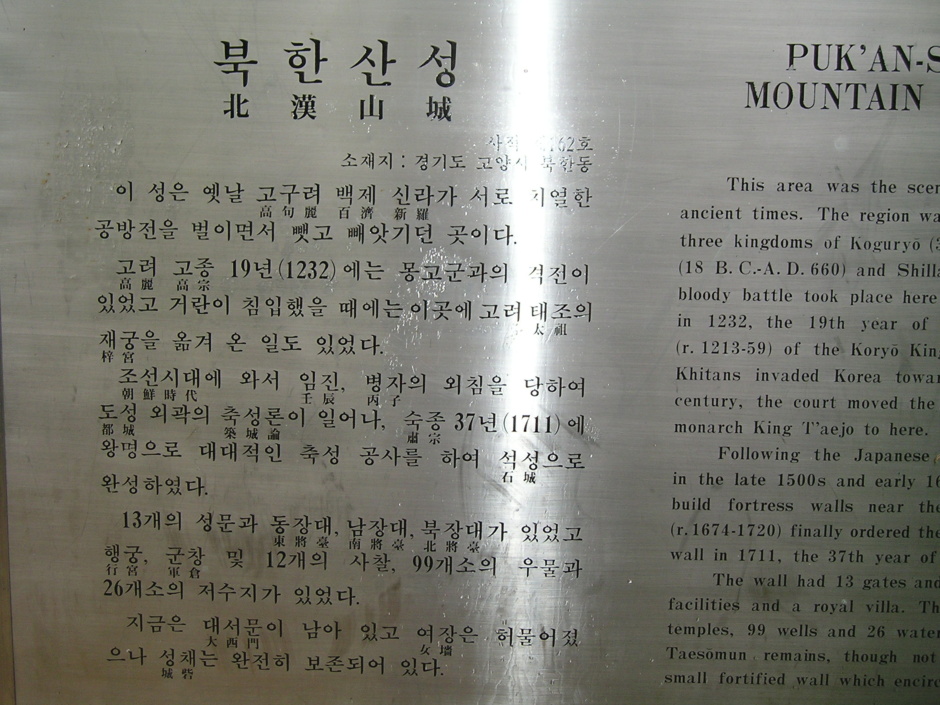 북한산성
北漢山城
사적 162호
소재지 : 경기도 고양시 북한동
이 성은 옛날 고구려 백제 신라가 서로 치열한
高句麗 百濟 新羅
공방전을 벌이면서 뺏고 빼앗기던 곳이다.
고려 고종 19년(1232)에는 몽고군과의 격전이
高麗 高宗
있었고 거란이 침입했을 때에는 이곳에 고려 태조의
太祖
재궁을 옮겨 온 일도 있었다.
梓宮
조선시대에 와서 임진, 병자의 외침을 당하여
朝鮮時代 壬辰 丙子
도성 외곽의 축성론이 일어나, 숙종 37년(1711)에
都城 築城論 肅宗
왕명으로 대대적인 축성 공사를 하여 석성으로
石城
완성하였다.
13개의 성문과 동장대, 남장대, 북장대가 있었고
東將臺 南將臺 北將臺
행궁, 군창 및 12개의 사찰, 99개소의 우물과
行宮 軍倉
26개소의 저수지가 있었다.
지금은 대서문이 남아 있고 여장은 허물어졌
大西門 女墻
으나 성채는 완전히 보존되어 있다.
城砦
PUK'AN-S
MOUNTAIN
This area was the scen
ancient times. The region wa
three kingdoms of Koguryŏ (3
(18 B.C.-A.D. 660) and Shilla
bloody battle took place here
in 1232, the 19th year of
(r. 1213-59) of the Koryŏ Kin
Khitans invaded Korea towar
century, the court moved the
monarch King T'aejo to here.
Following the Japanese
in the late 1500s and early 16
build fortress walls near the
(r. 1674-1720) finally ordered the
wall in 1711, the 37th year of
The wall had 13 gates and
facilities and a royal villa. Th
temples, 99 wells and 26 water
Taesŏmun remains, though not
small fortified wall which encirc